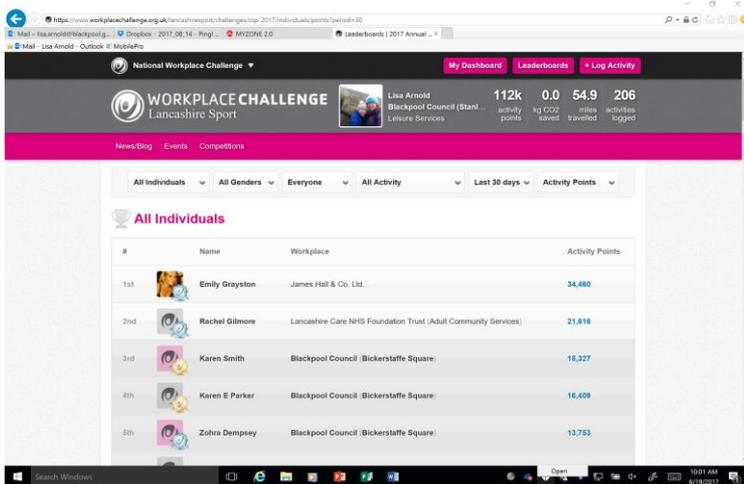 https://www.workplacechallenge.org.uk/lancashiresport/challenges/csp-2017/individuals/points?period=30
Mail – lisa.arnold@blackpool.g... Dropbox - 2017_06_14 - Ping! ... MYZONE 2.0 Leaderboards | 2017 Annual ... ×
Mail - Lisa Arnold - Outlook MobilePro
National Workplace Challenge ▼ My Dashboard Leaderboards + Log Activity
WORKPLACE CHALLENGE
Lancashire Sport
Lisa Arnold
Blackpool Council (Stanl...
Leisure Services
112k 0.0 54.9 206
activity points kg CO2 saved miles travelled activities logged
News/Blog Events Competitions
All Individuals All Genders Everyone All Activity Last 30 days Activity Points
All Individuals
# Name Workplace Activity Points
1st Emily Grayston James Hall & Co. Ltd. 34,460
2nd Rachel Gilmore Lancashire Care NHS Foundation Trust (Adult Community Services) 21,616
3rd Karen Smith Blackpool Council (Bickerstaffe Square) 18,327
4th Karen E Parker Blackpool Council (Bickerstaffe Square) 16,409
5th Zohra Dempsey Blackpool Council (Bickerstaffe Square) 13,753
Search Windows
Open
10:01 AM
6/19/2017